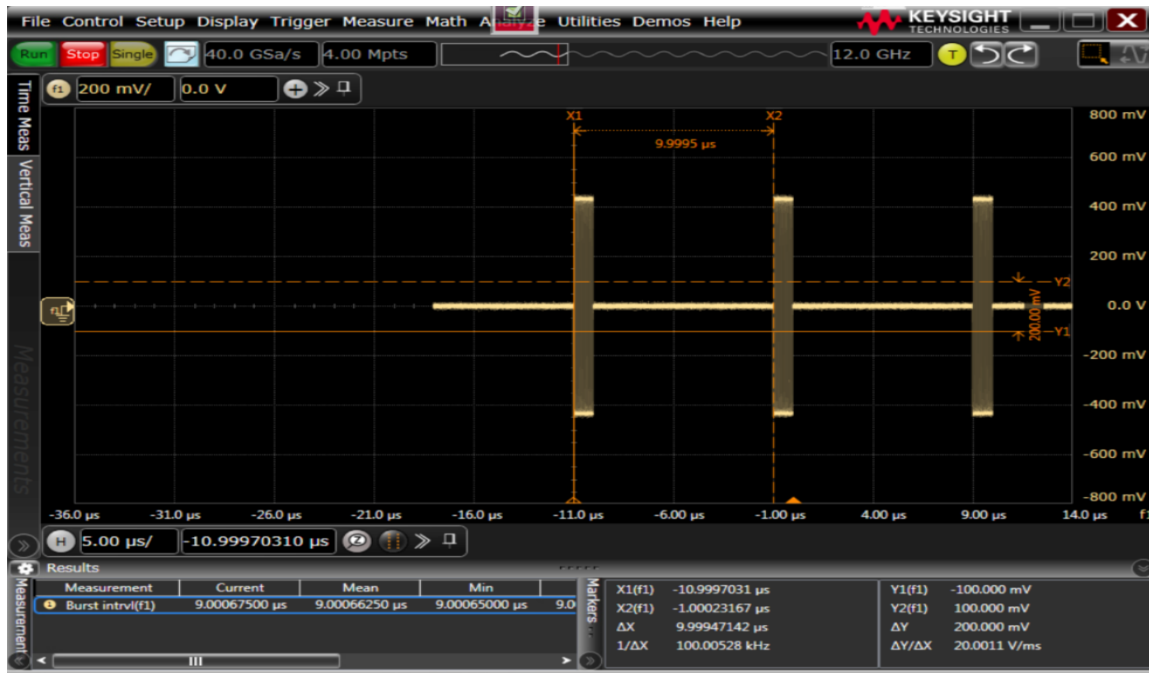 File Control Setup Display Trigger Measure Math Utilities Demos Help
KEYSIGHT
TECHNOLOGIES
Run Stop Single 40.0 GSa/s 4.00 Mpts 12.0 GHz T
Time Meas
Vertical Meas
Measurements
f1 200 mV/ 0.0 V
X1 X2
9.9995 µs
800 mV
600 mV
400 mV
200 mV
Y2
0.0 V
200.00 mV
Y1
-200 mV
-400 mV
-600 mV
-800 mV
-36.0 µs -31.0 µs -26.0 µs -21.0 µs -16.0 µs -11.0 µs -6.00 µs -1.00 µs 4.00 µs 9.00 µs 14.0 µs
H 5.00 µs/ -10.99970310 µs
Results
Measurement
Measurement Current Mean Min
Burst intrvl(f1) 9.00067500 µs 9.00066250 µs 9.00065000 µs 9.0
Markers
X1(f1) -10.9997031 µs
X2(f1) -1.00023167 µs
ΔX 9.99947142 µs
1/ΔX 100.00528 kHz
Y1(f1) -100.000 mV
Y2(f1) 100.000 mV
ΔY 200.000 mV
ΔY/ΔX 20.0011 V/ms